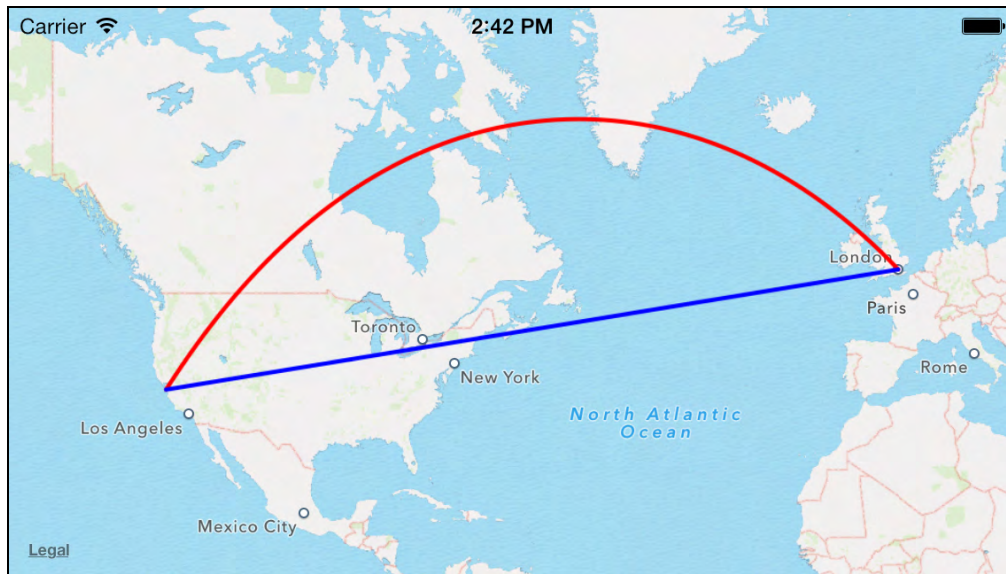 Carrier
2:42 PM
London
Paris
Toronto
Rome
New York
North Atlantic
Ocean
Los Angeles
Mexico City
Legal